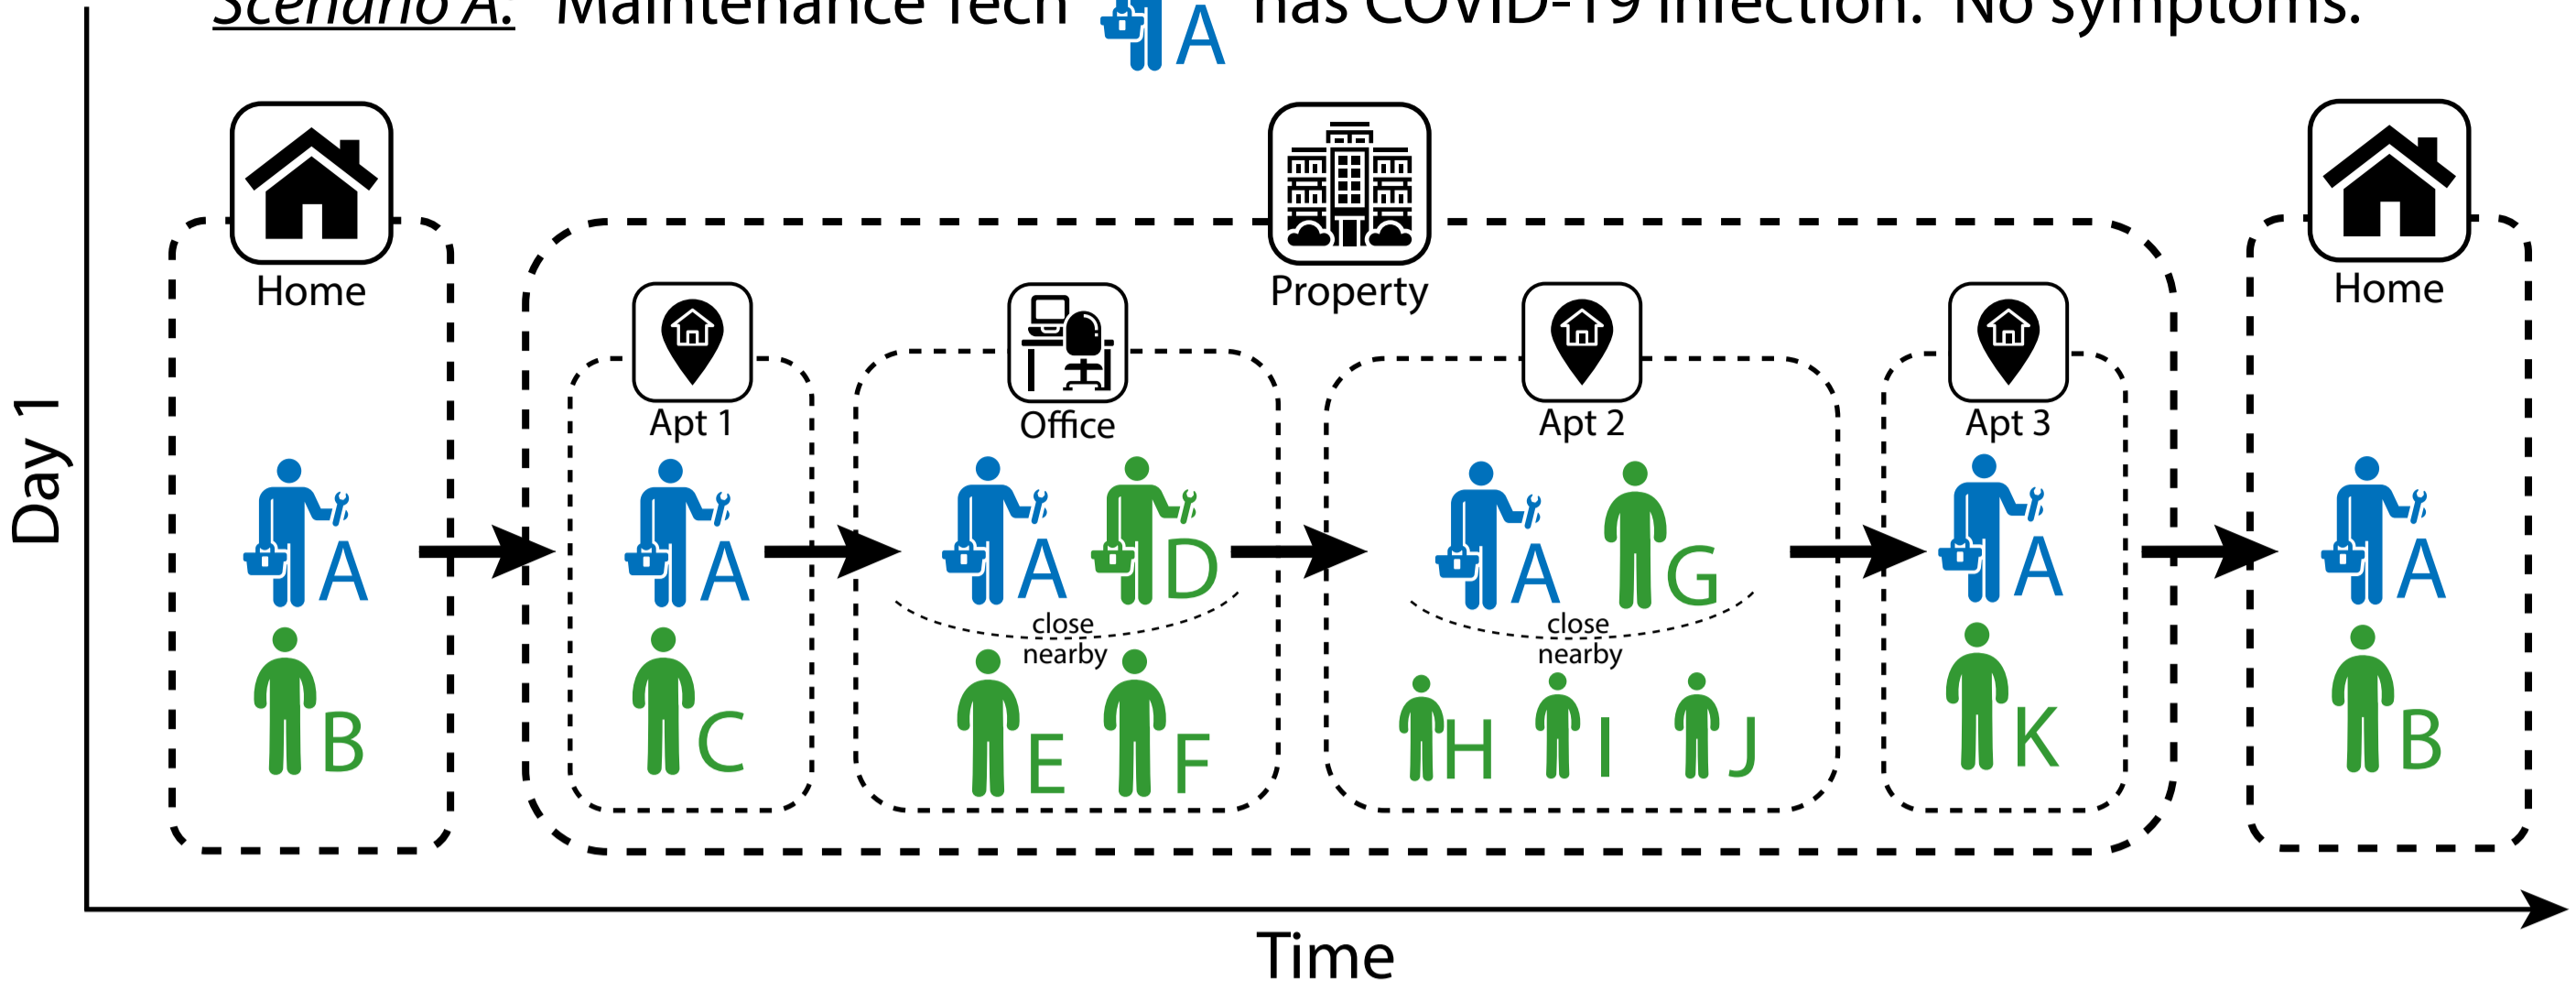 Scenario A: Maintenance Tech A has COVID-19 infection. No symptoms.
Day 1
Home
Property
Home
Apt 1
Office
Apt 2
Apt 3
A
A
A D
A G
A
A
close
nearby
close
nearby
B
C
E F
H I J
K
B
Time